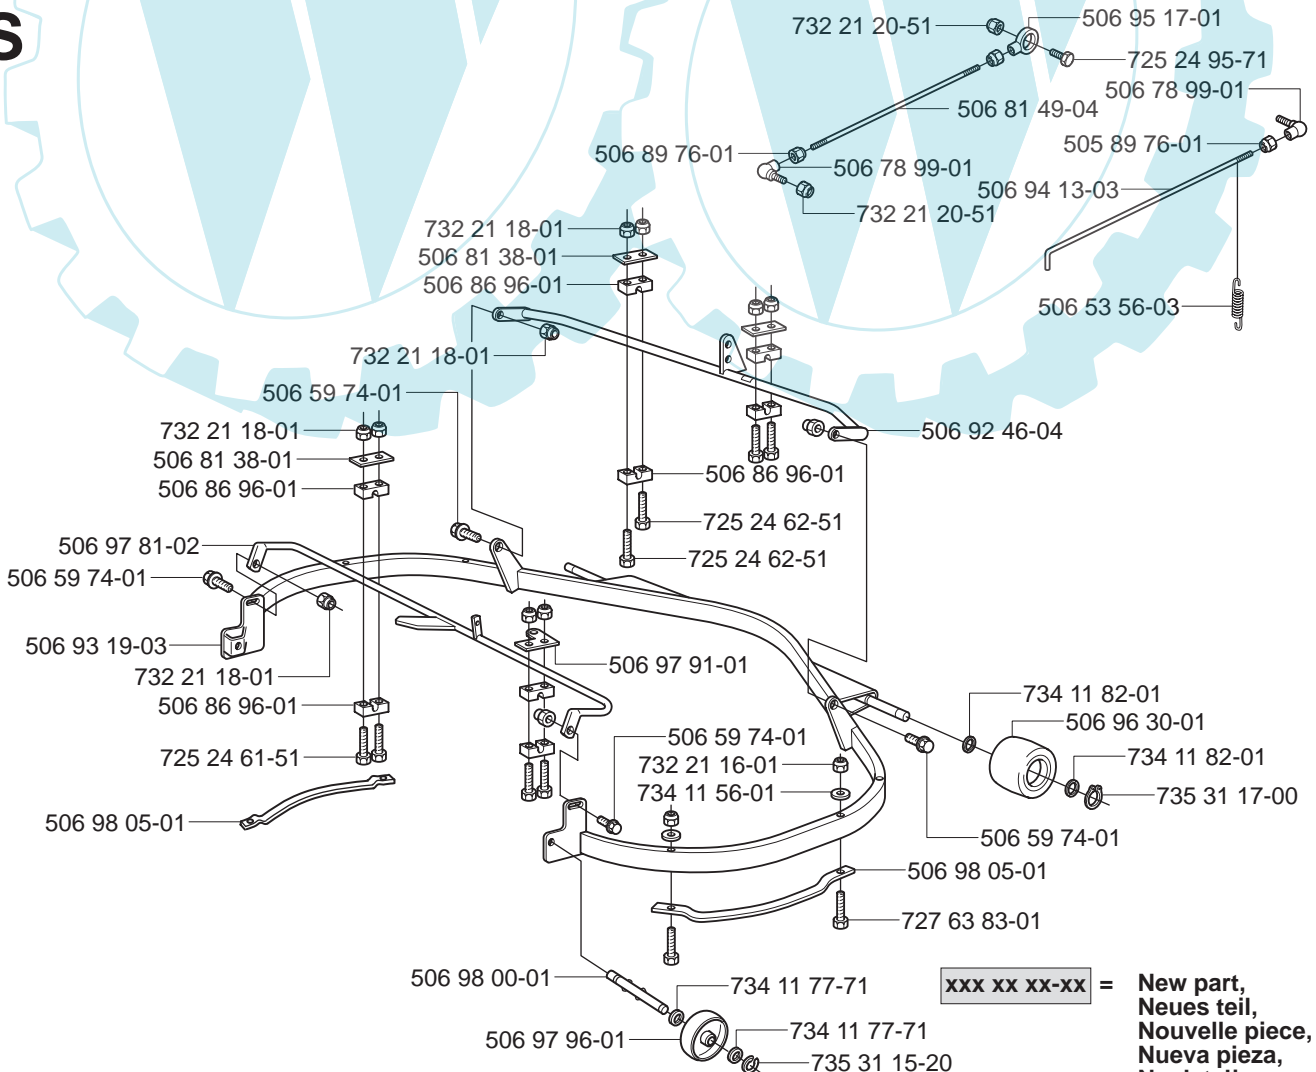 S
732 21 20-51
506 95 17-01
725 24 95-71
506 78 99-01
506 81 49-04
505 89 76-01
506 89 76-01
506 78 99-01
506 94 13-03
732 21 20-51
732 21 18-01
506 81 38-01
506 86 96-01
506 53 56-03
732 21 18-01
506 59 74-01
732 21 18-01
506 92 46-04
506 81 38-01
506 86 96-01
506 86 96-01
725 24 62-51
506 97 81-02
725 24 62-51
506 59 74-01
506 93 19-03
506 97 91-01
732 21 18-01
506 86 96-01
734 11 82-01
506 96 30-01
506 59 74-01
725 24 61-51
732 21 16-01
734 11 82-01
734 11 56-01
735 31 17-00
506 98 05-01
506 59 74-01
506 98 05-01
727 63 83-01
506 98 00-01
734 11 77-71
xxx xx xx-xx = New part,
Neues teil,
Nouvelle piece,
Nueva pieza,
506 97 96-01
734 11 77-71
735 31 15-20